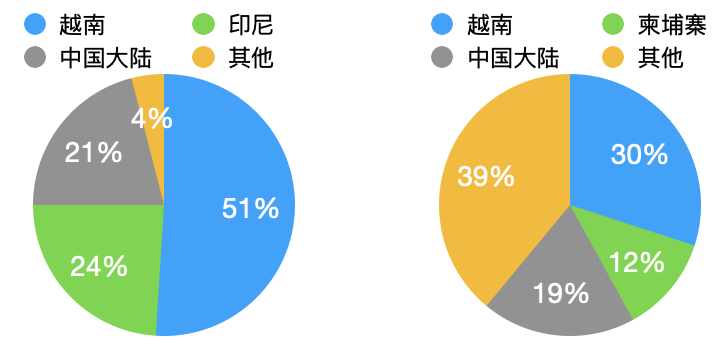 越南 印尼
中国大陆 其他
4%
21%
51%
24%
越南 柬埔寨
中国大陆 其他
30%
39%
12%
19%